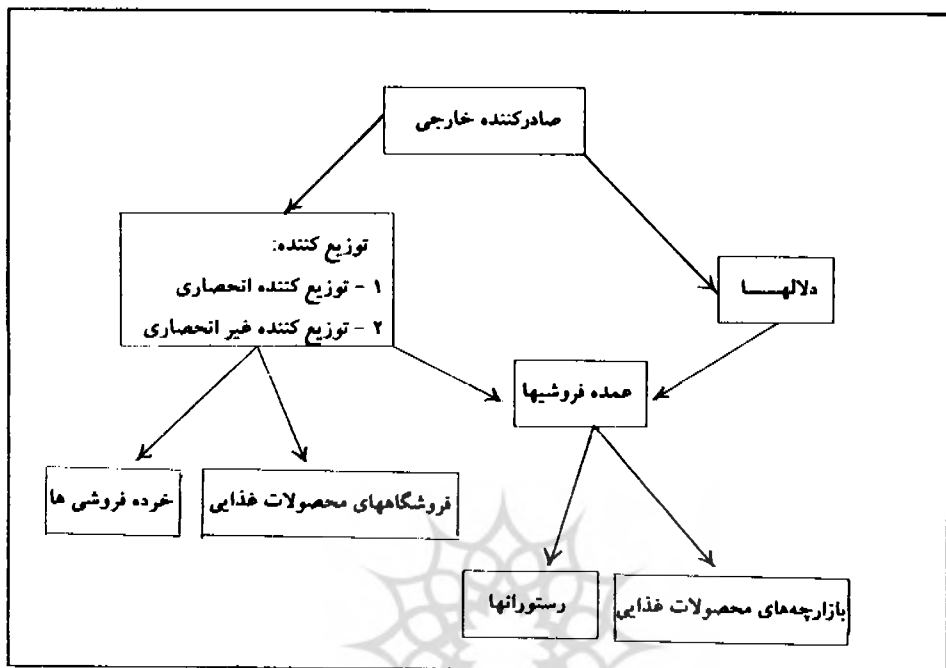 صادرکننده خارجی
توزیع کننده:
۱ - توزیع کننده انحصاری
۲ - توزیع کننده غیر انحصاری
دلالهـــــا
عمده فروشیها
خرده فروشی ها
فروشگاههای محصولات غذایی
رستورانها
بازارچه‌های محصولات غذایی